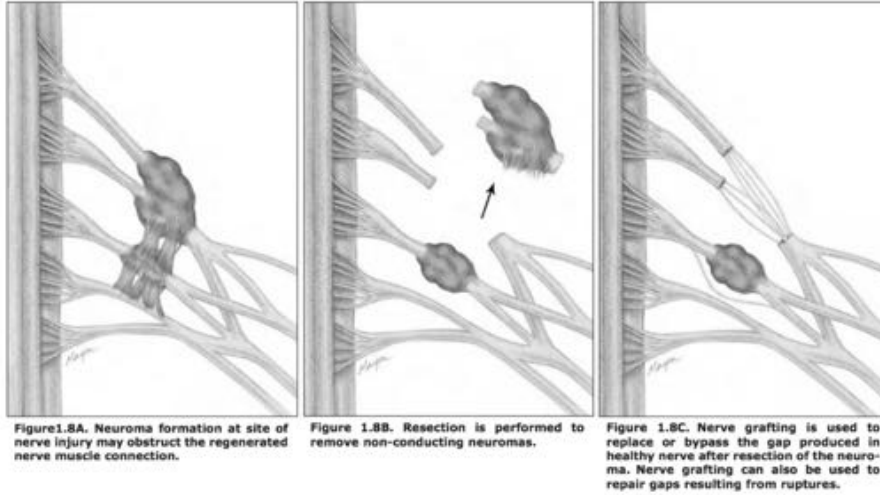 Figure1.8A. Neuroma formation at site of
nerve injury may obstruct the regenerated
nerve muscle connection.
Figure 1.8B. Resection is performed to
remove non-conducting neuromas.
Figure 1.8C. Nerve grafting is used to
replace or bypass the gap produced in
healthy nerve after resection of the neuro-
ma. Nerve grafting can also be used to
repair gaps resulting from ruptures.